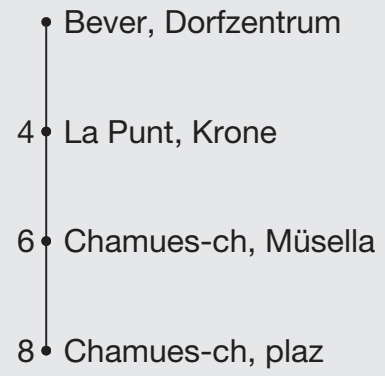 Bever, Dorfzentrum
4 La Punt, Krone
6 Chamues-ch, Müsella
8 Chamues-ch, plaz